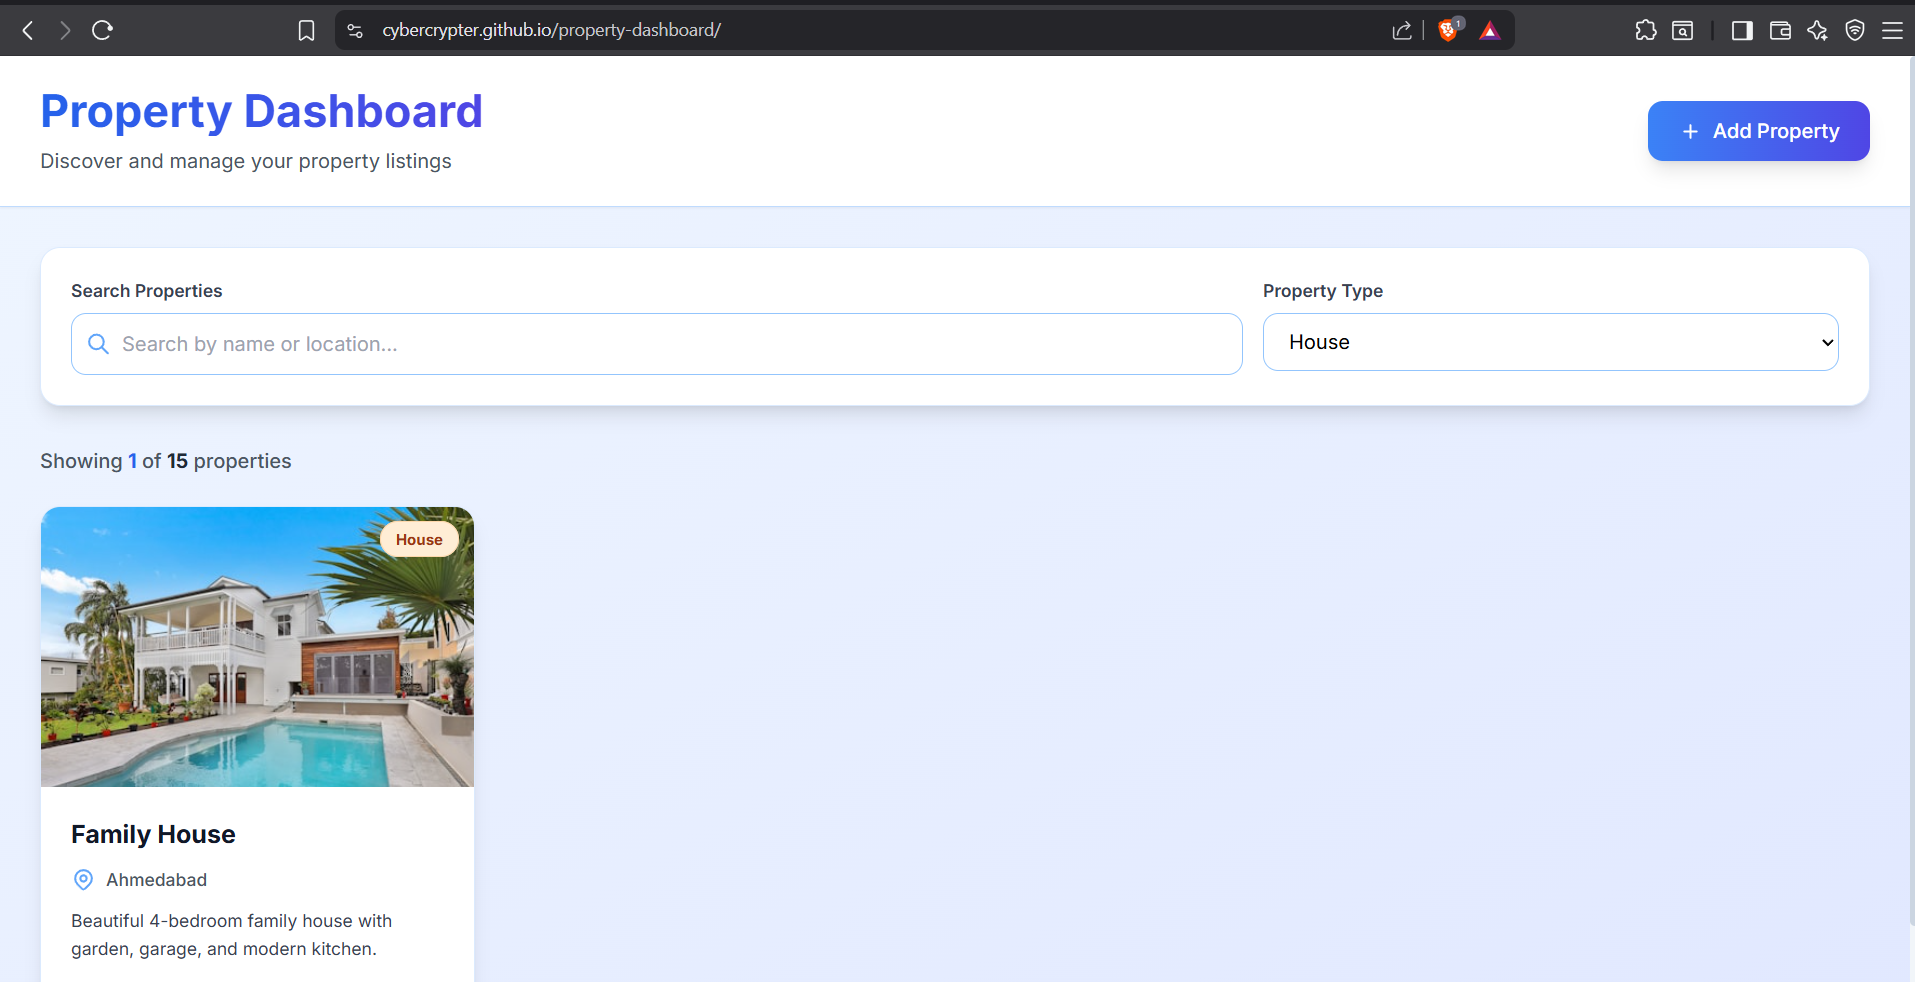 cybercrypter.github.io/property-dashboard/
1
Property Dashboard
Discover and manage your property listings
+ Add Property
Search Properties
Property Type
Search by name or location...
House
Showing 1 of 15 properties
House
Family House
Ahmedabad
Beautiful 4-bedroom family house with
garden, garage, and modern kitchen.